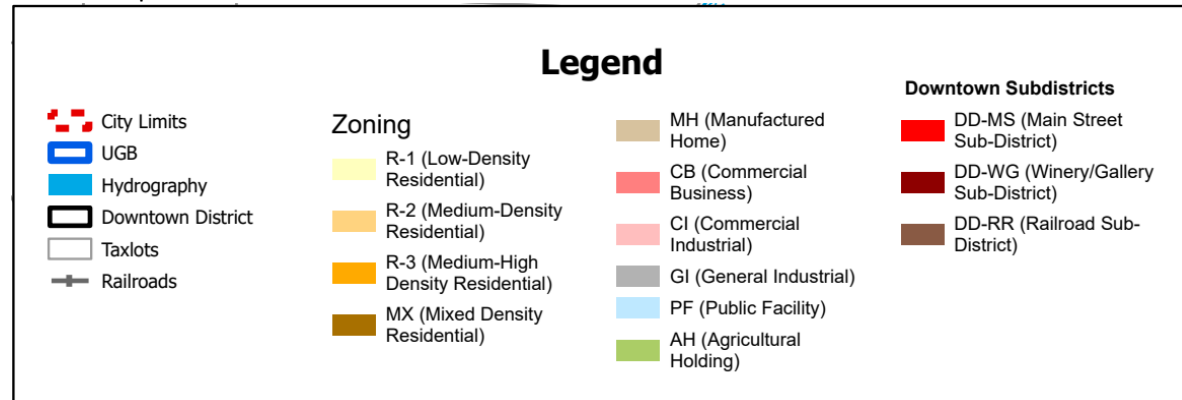 Legend
City Limits
UGB
Hydrography
Downtown District
Taxlots
Railroads
Zoning
R-1 (Low-Density
Residential)
R-2 (Medium-Density
Residential)
R-3 (Medium-High
Density Residential)
MX (Mixed Density
Residential)
MH (Manufactured
Home)
CB (Commercial
Business)
CI (Commercial
Industrial)
GI (General Industrial)
PF (Public Facility)
AH (Agricultural
Holding)
Downtown Subdistricts
DD-MS (Main Street
Sub-District)
DD-WG (Winery/Gallery
Sub-District)
DD-RR (Railroad Sub-
District)